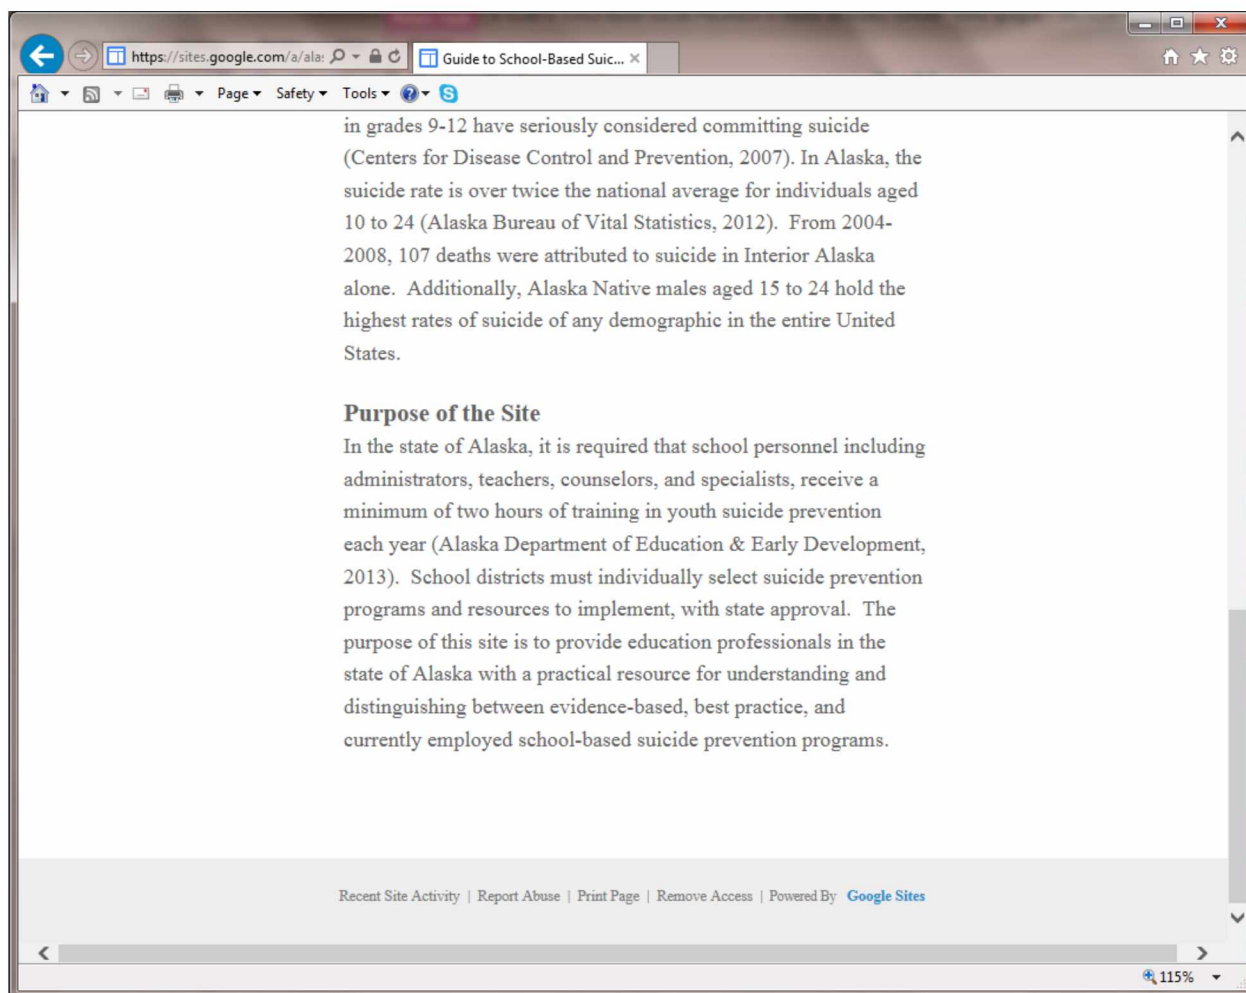 https://sites.google.com/a/ala
Guide to School-Based Suic...
Page Safety Tools
in grades 9-12 have seriously considered committing suicide
(Centers for Disease Control and Prevention, 2007). In Alaska, the
suicide rate is over twice the national average for individuals aged
10 to 24 (Alaska Bureau of Vital Statistics, 2012).  From 2004-
2008, 107 deaths were attributed to suicide in Interior Alaska
alone.  Additionally, Alaska Native males aged 15 to 24 hold the
highest rates of suicide of any demographic in the entire United
States.
Purpose of the Site
In the state of Alaska, it is required that school personnel including
administrators, teachers, counselors, and specialists, receive a
minimum of two hours of training in youth suicide prevention
each year (Alaska Department of Education & Early Development,
2013).  School districts must individually select suicide prevention
programs and resources to implement, with state approval.  The
purpose of this site is to provide education professionals in the
state of Alaska with a practical resource for understanding and
distinguishing between evidence-based, best practice, and
currently employed school-based suicide prevention programs.
Recent Site Activity | Report Abuse | Print Page | Remove Access | Powered By Google Sites
115%